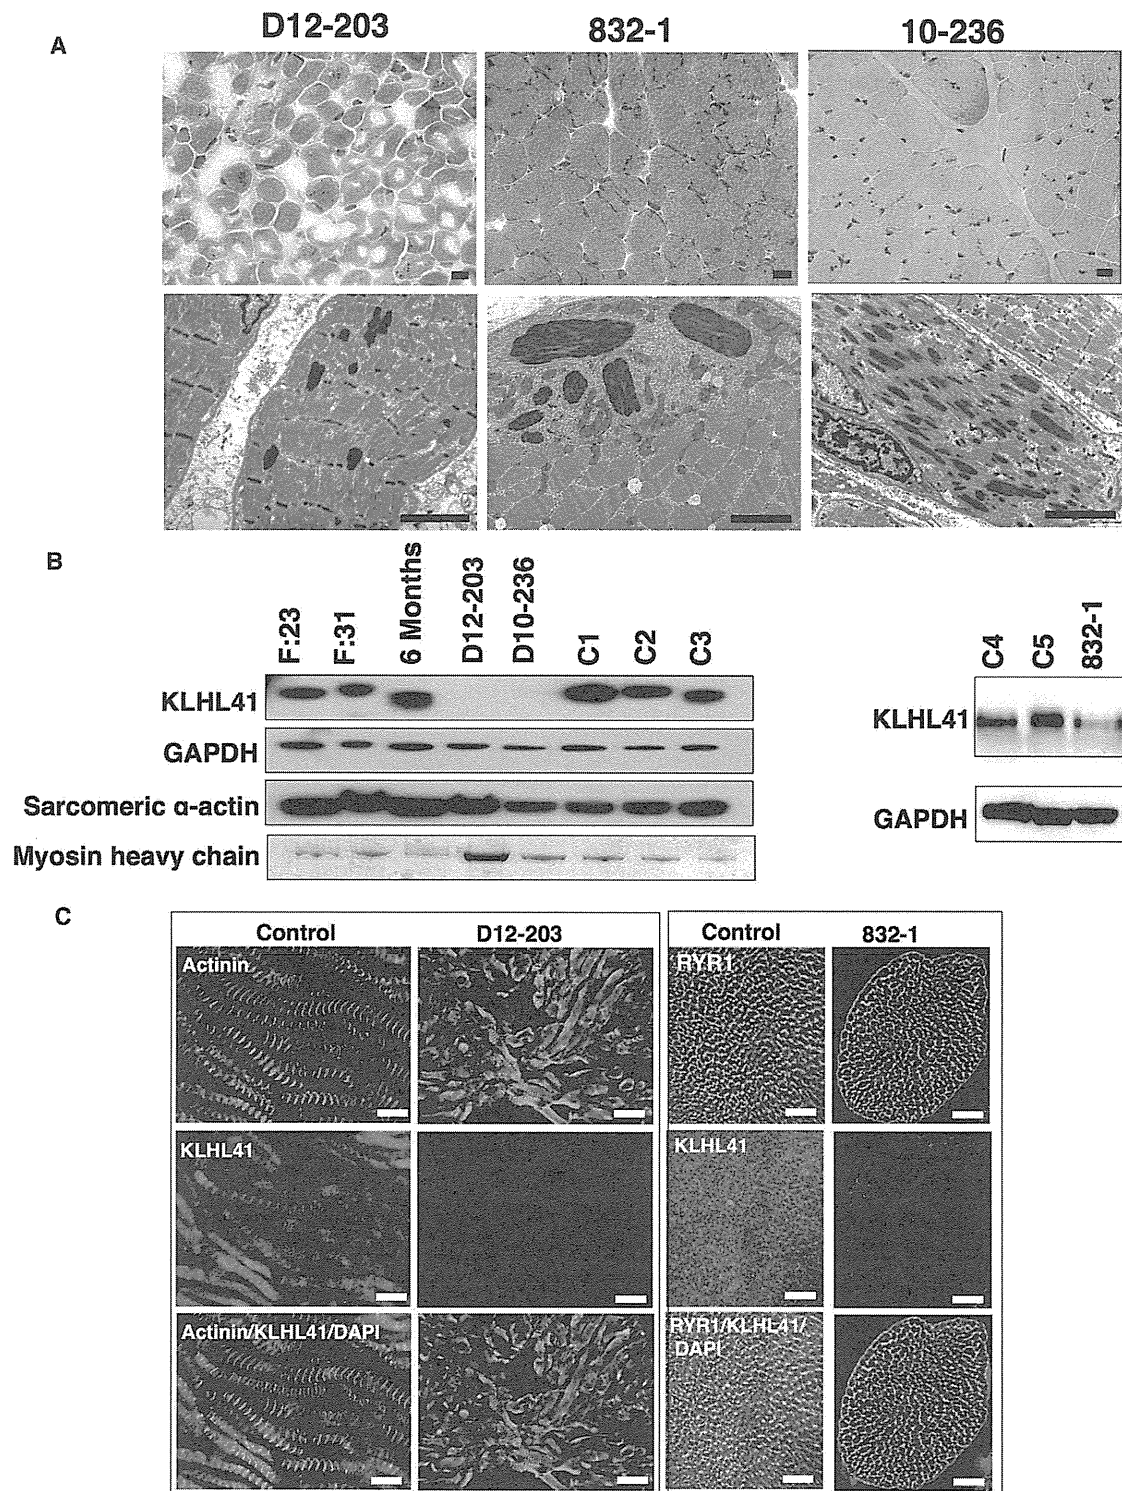 A
D12-203
832-1
10-236
B
F:23
F:31
6 Months
D12-203
D10-236
C1
C2
C3
KLHL41
GAPDH
Sarcomeric α-actin
Myosin heavy chain
C4
C5
832-1
KLHL41
GAPDH
C
Control
D12-203
Control
832-1
Actinin
RYR1
KLHL41
KLHL41
Actinin/KLHL41/DAPI
RYR1/KLHL41/
DAPI